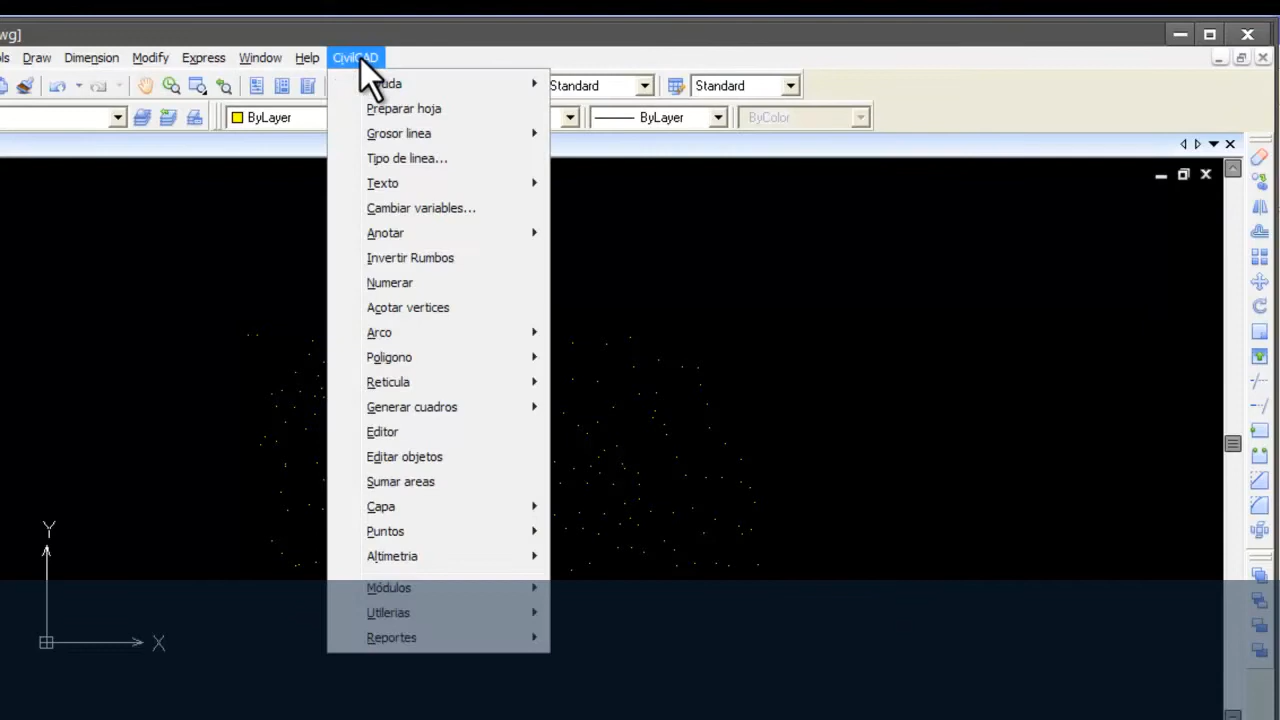 wg]
ls Draw Dimension Modify Express Window Help CivilCAD
Standard Standard
ByLayer ByLayer ByColor
Preparar hoja
Grosor linea
Tipo de linea...
Texto
Cambiar variables...
Anotar
Invertir Rumbos
Numerar
Acotar vertices
Arco
Poligono
Reticula
Generar cuadros
Editor
Editar objetos
Sumar areas
Capa
Puntos
Altimetria
Módulos
Utilerias
Reportes
Y
X